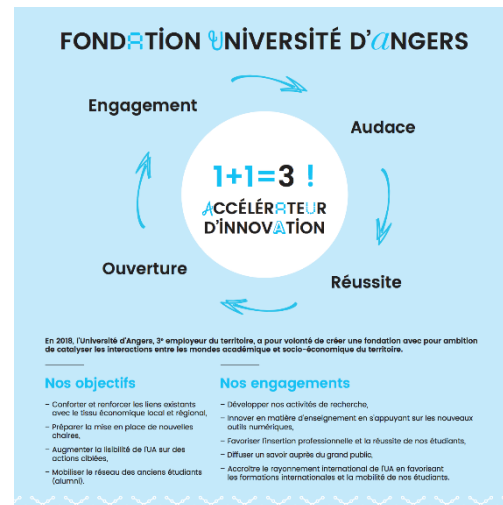 FONDATION UNIVERSITÉ D'ANGERS
Engagement
Audace
1+1=3 !
ACCÉLÉRATEUR
D'INNOVATION
Ouverture
Réussite
En 2018, l'Université d'Angers, 3e employeur du territoire, a pour volonté de créer une fondation avec pour ambition
de catalyser les interactions entre les mondes académique et socio-économique du territoire.
Nos objectifs
– Conforter et renforcer les liens existants
avec le tissu économique local et régional,
– Préparer la mise en place de nouvelles
chaires,
– Augmenter la lisibilité de l'UA sur des
actions ciblées,
– Mobiliser le réseau des anciens étudiants
(alumni).
Nos engagements
– Développer nos activités de recherche,
– Innover en matière d'enseignement en s'appuyant sur les nouveaux
outils numériques,
– Favoriser l'insertion professionnelle et la réussite de nos étudiants,
– Diffuser un savoir auprès du grand public,
– Accroître le rayonnement international de l'UA en favorisant
les formations internationales et la mobilité de nos étudiants.